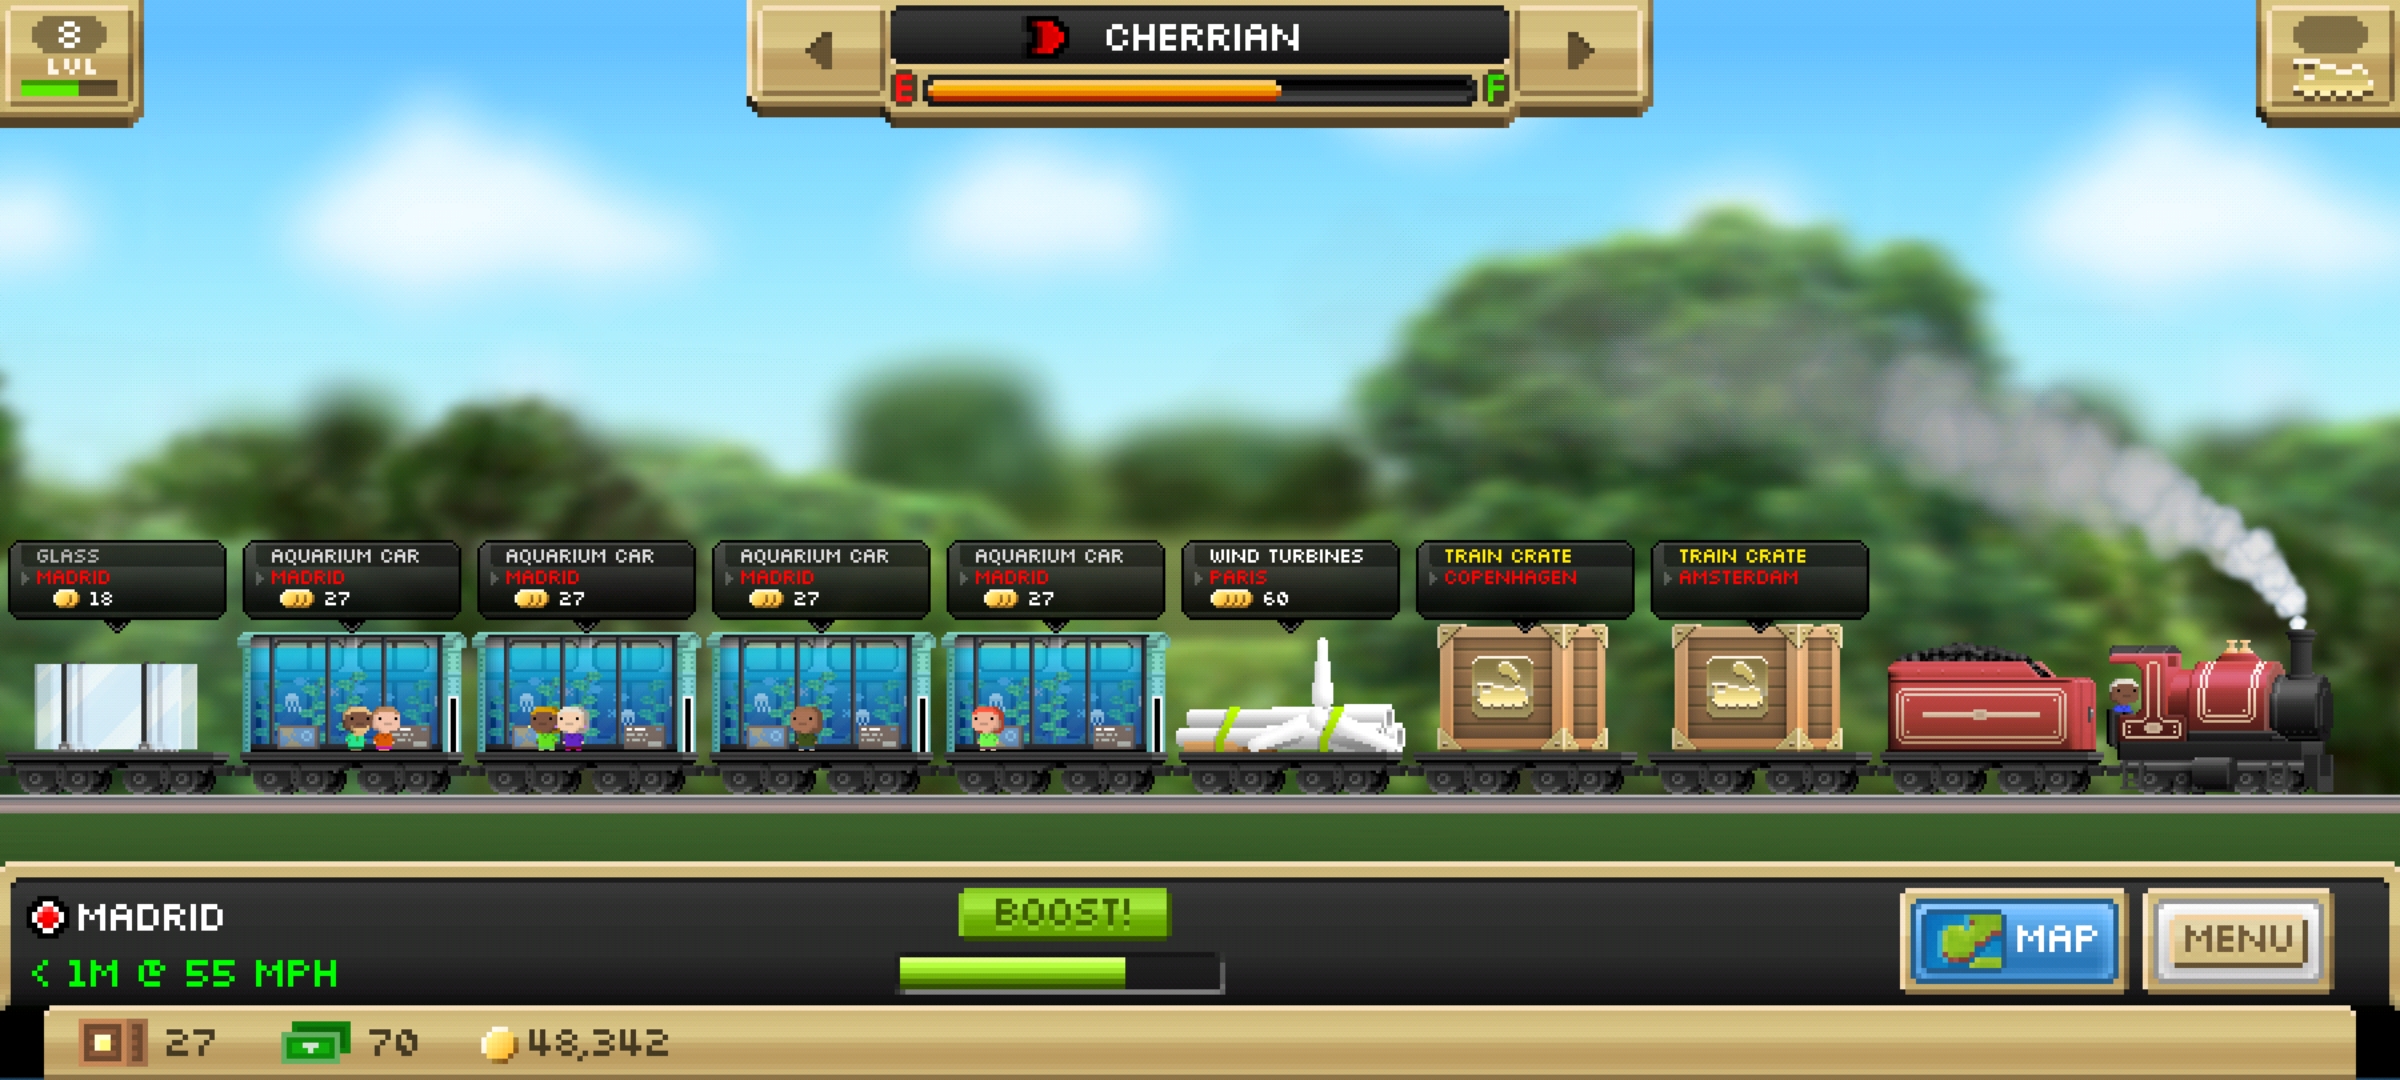 8
LVL
CHERRIAN
E F
GLASS
MADRID
18
AQUARIUM CAR
MADRID
27
AQUARIUM CAR
MADRID
27
AQUARIUM CAR
MADRID
27
AQUARIUM CAR
MADRID
27
WIND TURBINES
PARIS
60
TRAIN CRATE
COPENHAGEN
TRAIN CRATE
AMSTERDAM
MADRID
< 1M @ 55 MPH
BOOST!
MAP
MENU
27 70 48,342